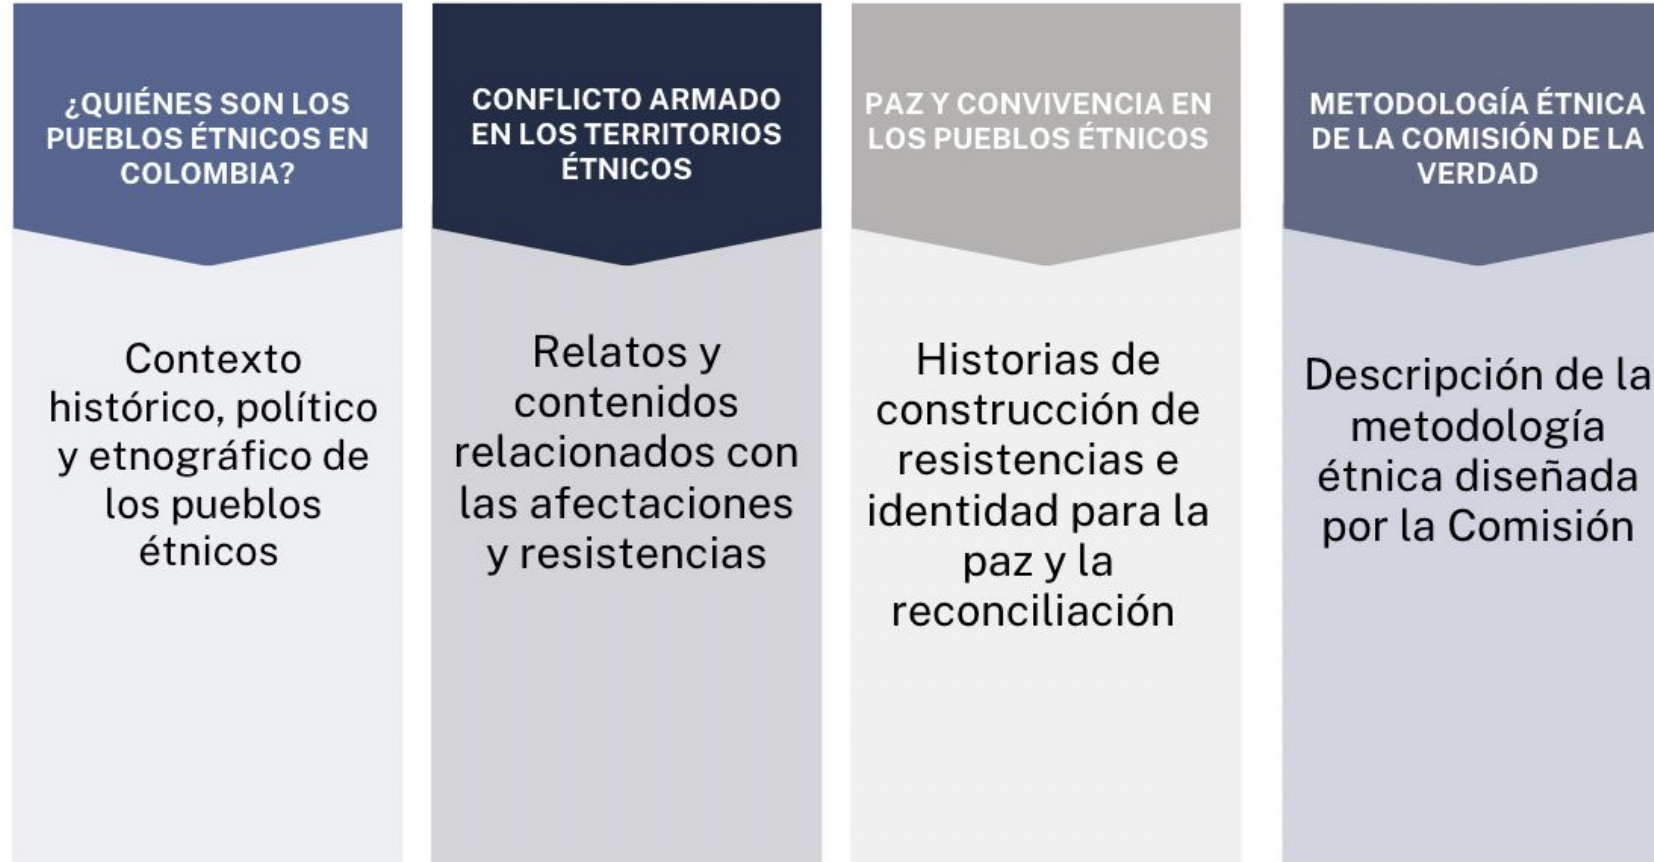 ¿QUIÉNES SON LOS
PUEBLOS ÉTNICOS EN
COLOMBIA?
Contexto
histórico, político
y etnográfico de
los pueblos
étnicos
CONFLICTO ARMADO
EN LOS TERRITORIOS
ÉTNICOS
Relatos y
contenidos
relacionados con
las afectaciones
y resistencias
PAZ Y CONVIVENCIA EN
LOS PUEBLOS ÉTNICOS
Historias de
construcción de
resistencias e
identidad para la
paz y la
reconciliación
METODOLOGÍA ÉTNICA
DE LA COMISIÓN DE LA
VERDAD
Descripción de la
metodología
étnica diseñada
por la Comisión